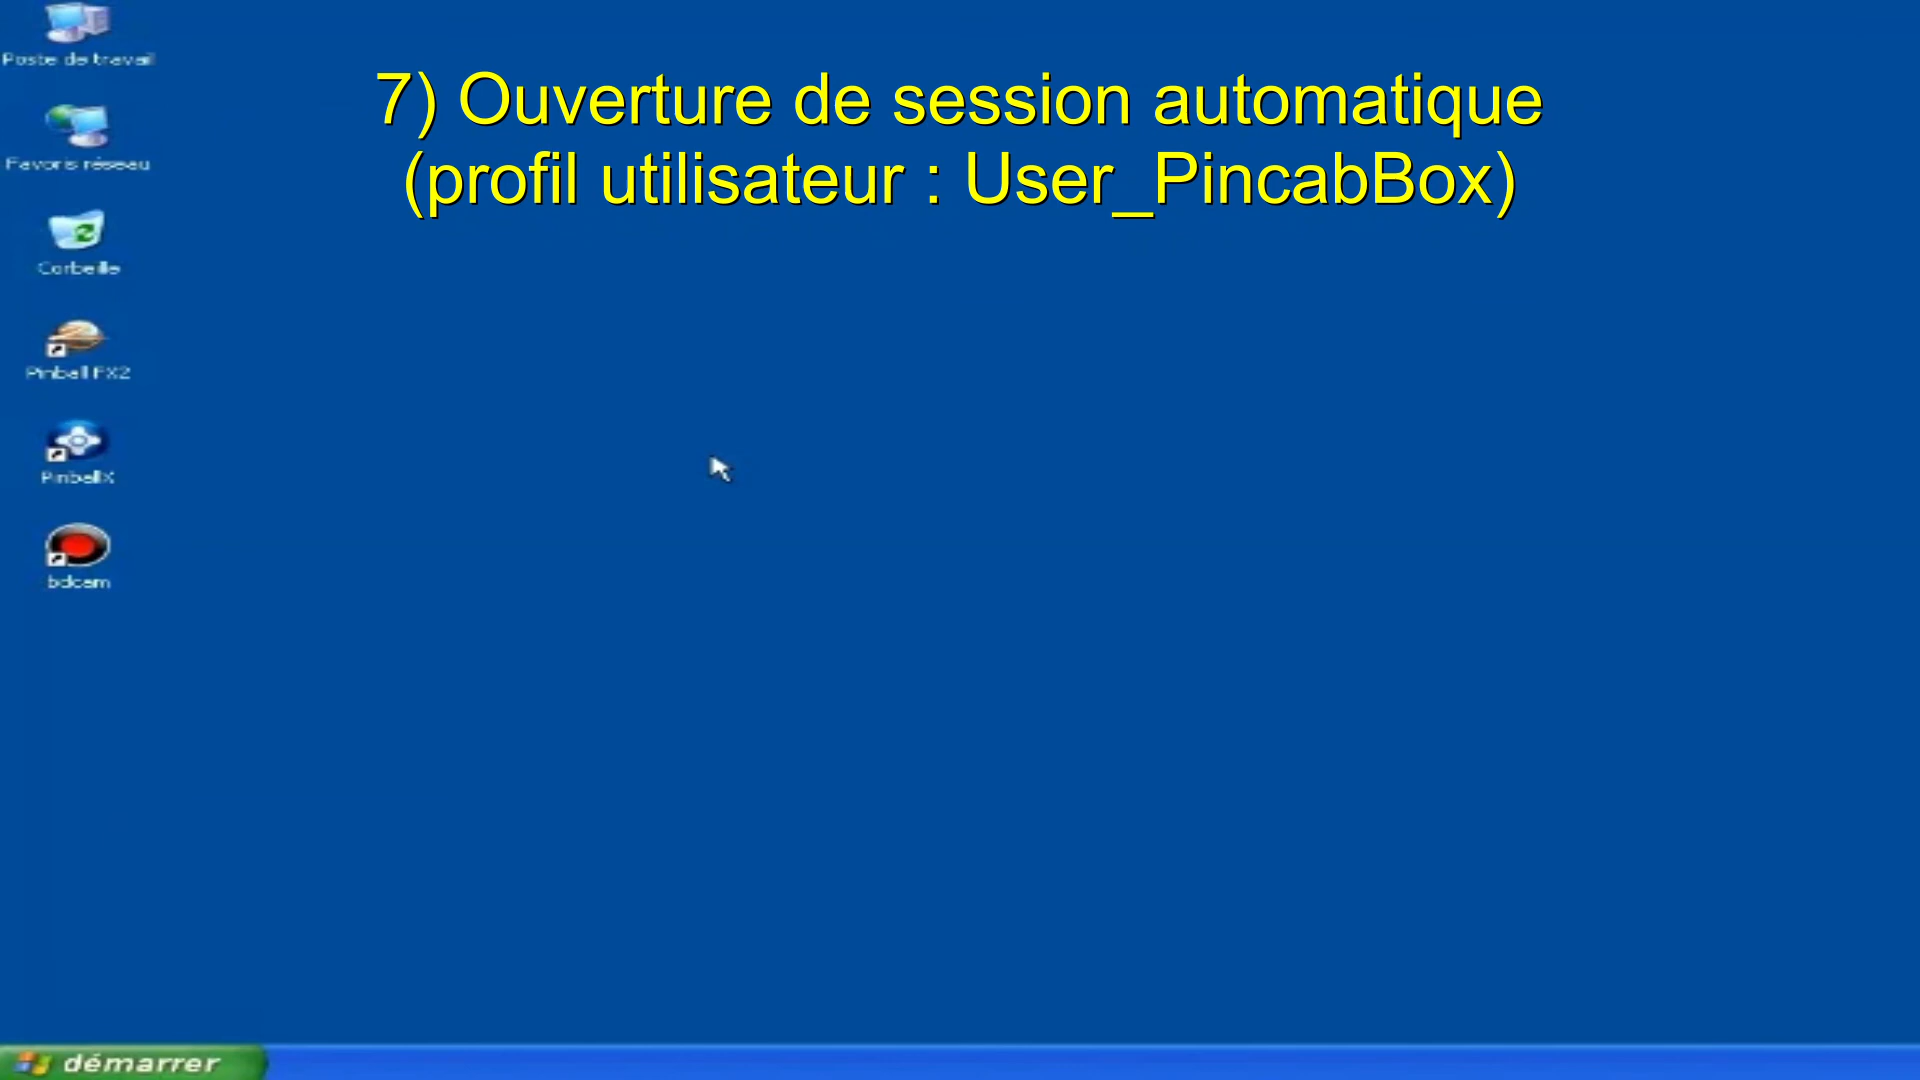 Poste de travail
7) Ouverture de session automatique
(profil utilisateur : User_PincabBox)
Favoris réseau
Corbeille
Pinball FX2
PinballX
bdcam
démarrer